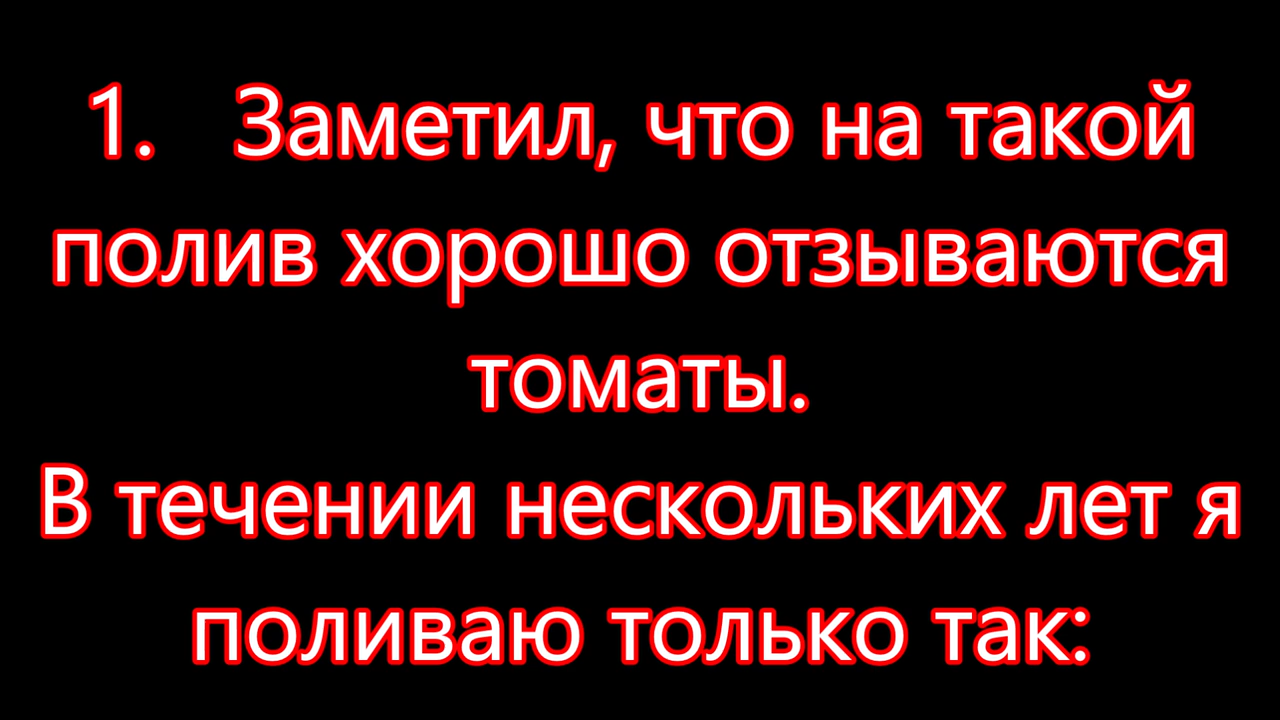 1. Заметил, что на такой
полив хорошо отзываются
томаты.
В течении нескольких лет я
поливаю только так: